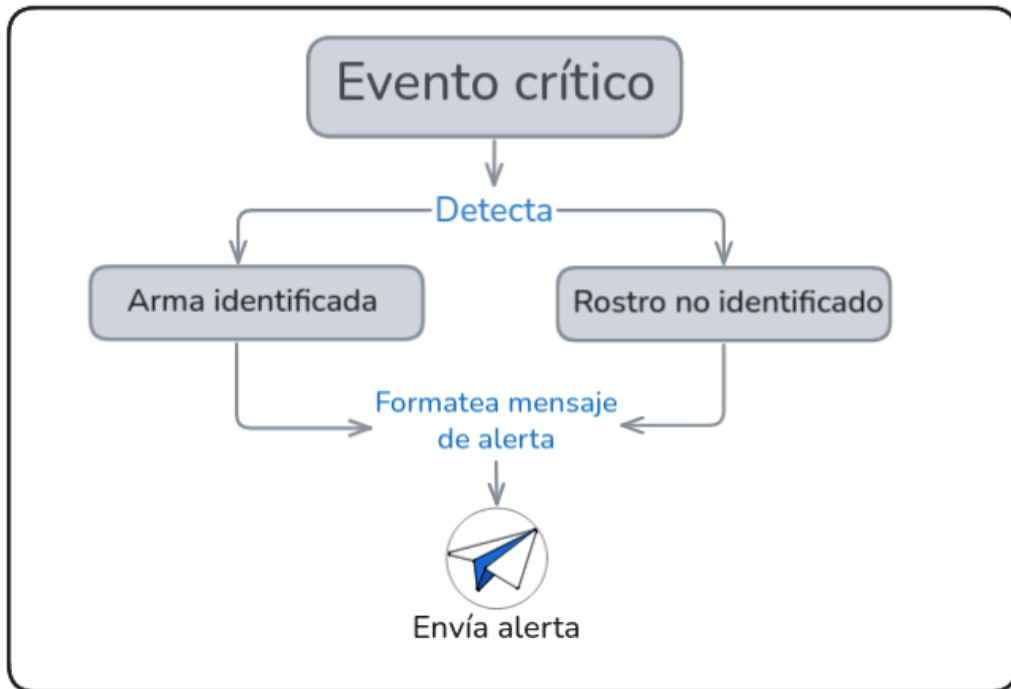 Evento crítico
Detecta
Arma identificada
Rostro no identificado
Formatea mensaje
de alerta
Envía alerta